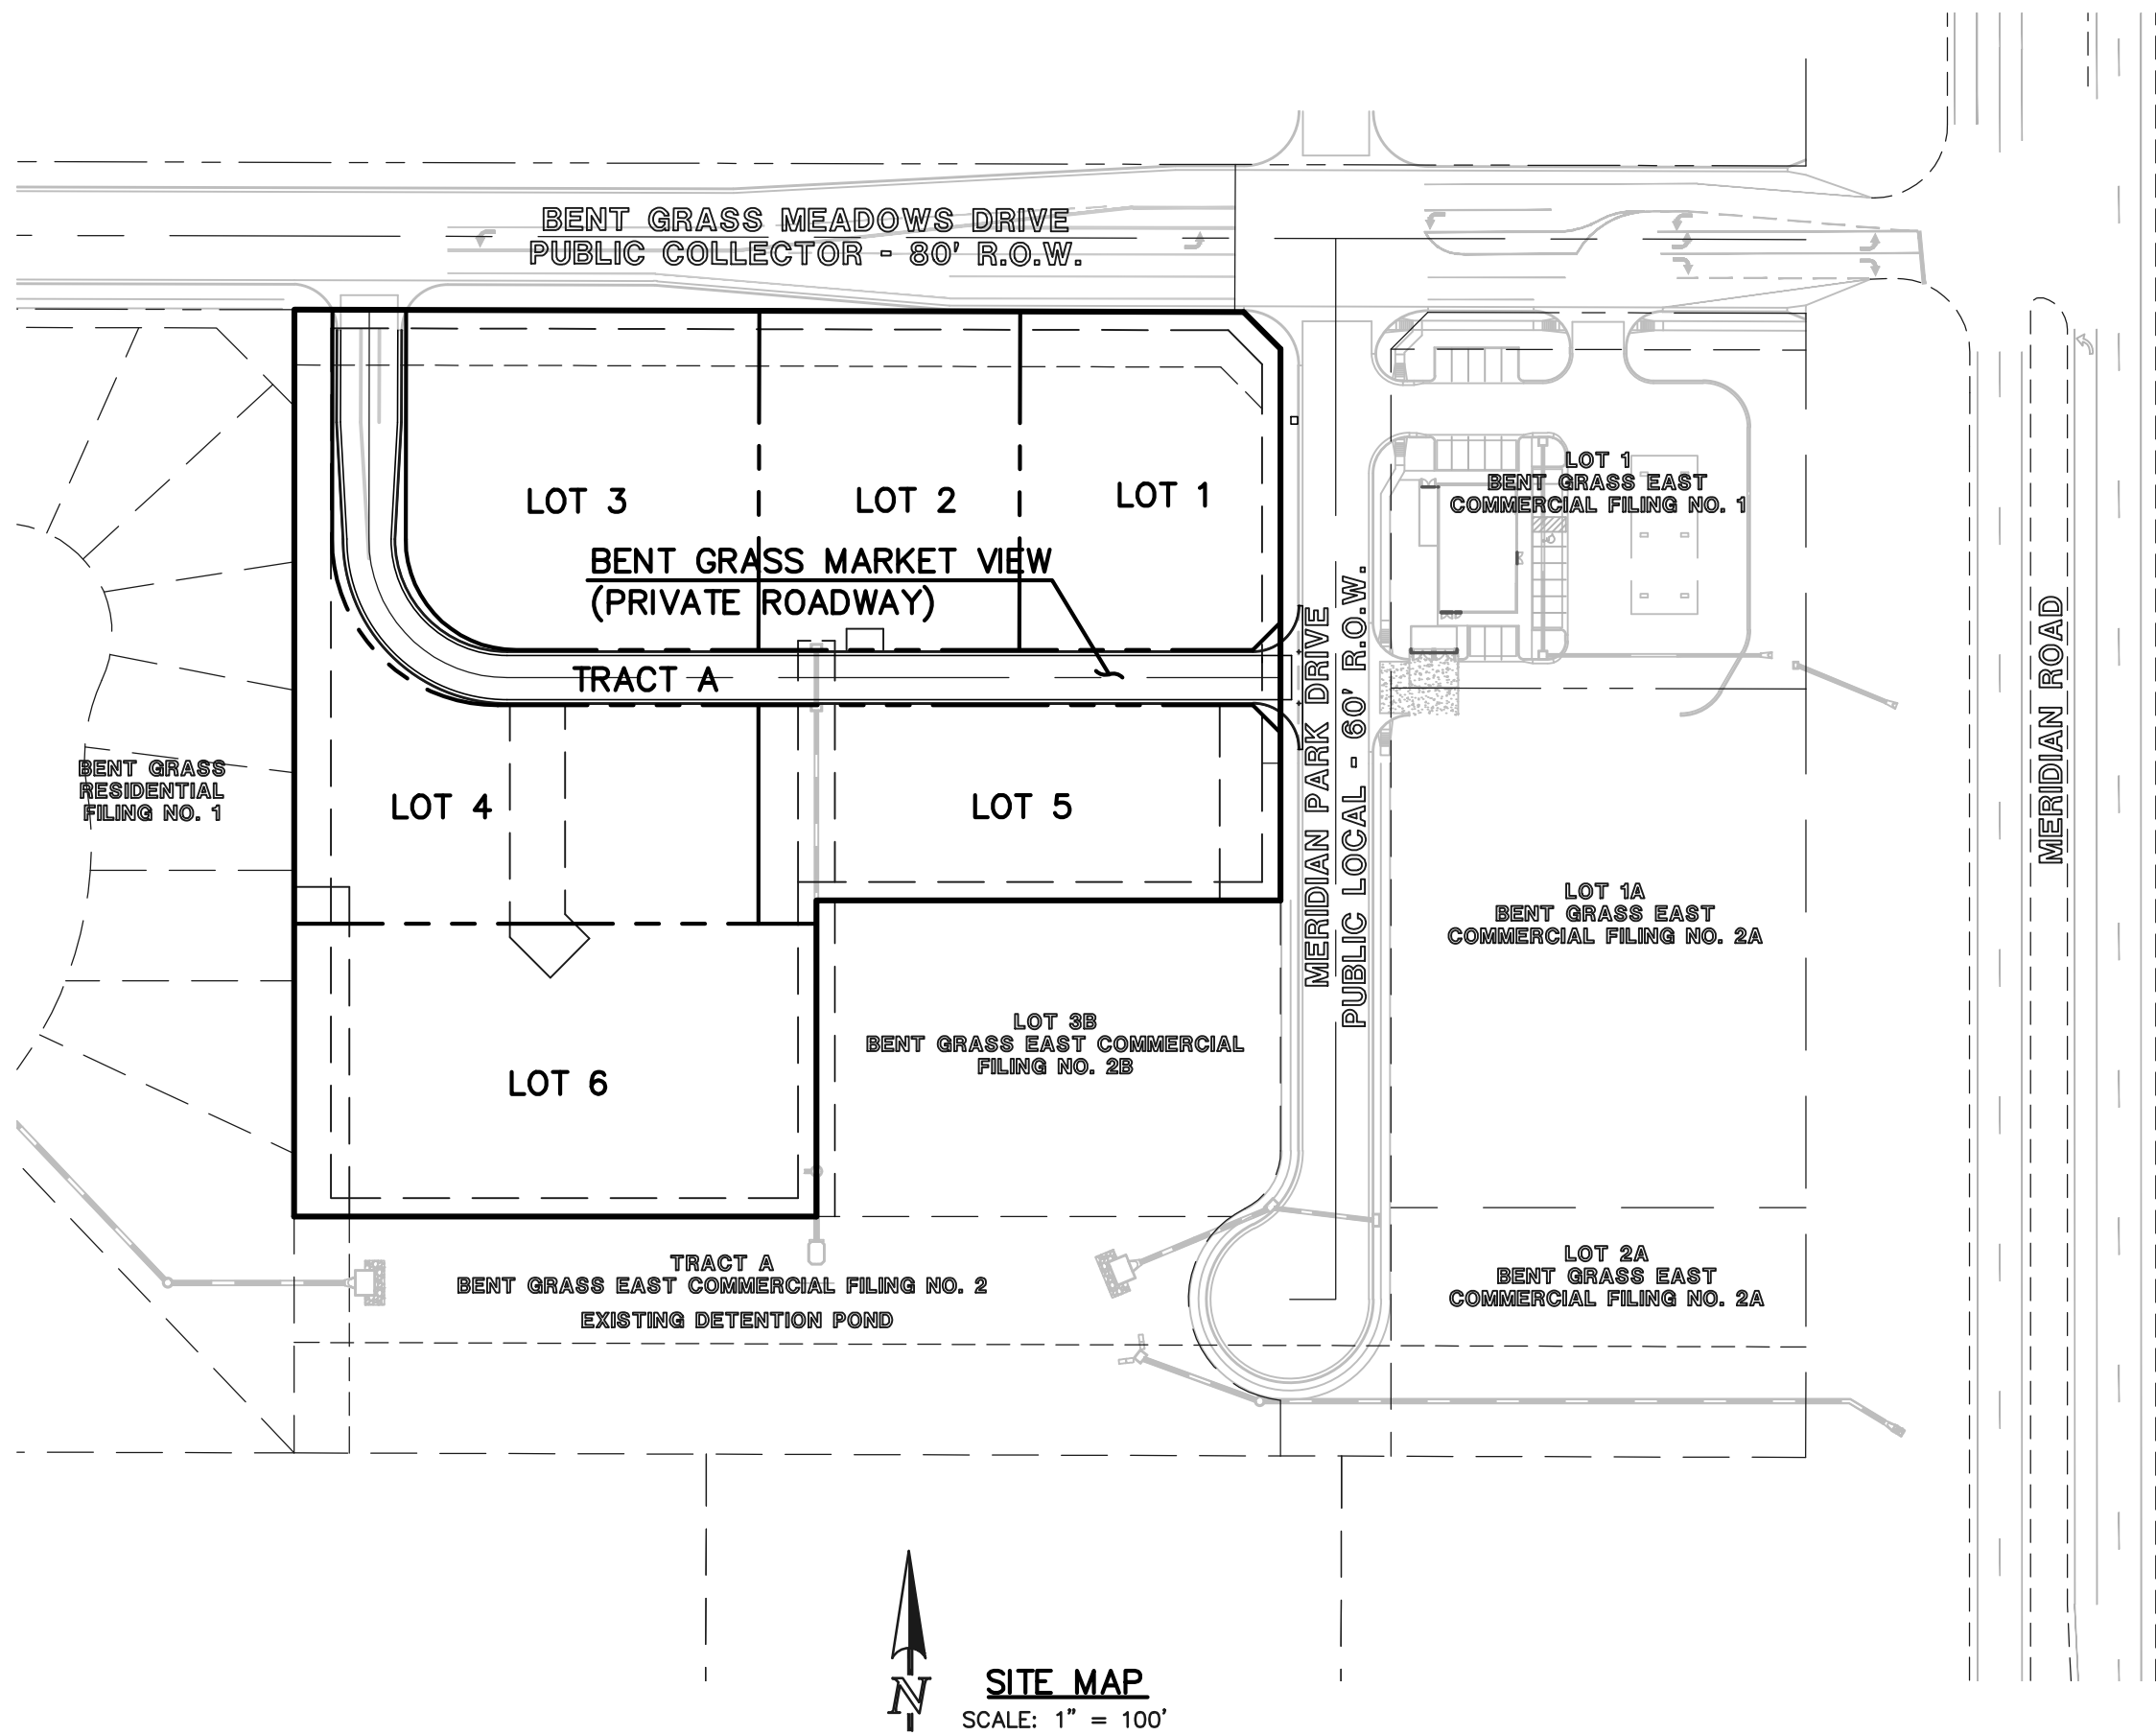 BENT GRASS MEADOWS DRIVE
PUBLIC COLLECTOR - 80' R.O.W.
LOT 3
LOT 2
LOT 1
BENT GRASS MARKET VIEW
(PRIVATE ROADWAY)
TRACT A
LOT 4
LOT 5
LOT 6
BENT GRASS
RESIDENTIAL
FILING NO. 1
LOT 1
BENT GRASS EAST
COMMERCIAL FILING NO. 1
MERIDIAN PARK DRIVE
PUBLIC LOCAL - 60' R.O.W.
MERIDIAN ROAD
LOT 1A
BENT GRASS EAST
COMMERCIAL FILING NO. 2A
LOT 3B
BENT GRASS EAST COMMERCIAL
FILING NO. 2B
LOT 2A
BENT GRASS EAST
COMMERCIAL FILING NO. 2A
TRACT A
BENT GRASS EAST COMMERCIAL FILING NO. 2
EXISTING DETENTION POND
N
SITE MAP
SCALE: 1" = 100'